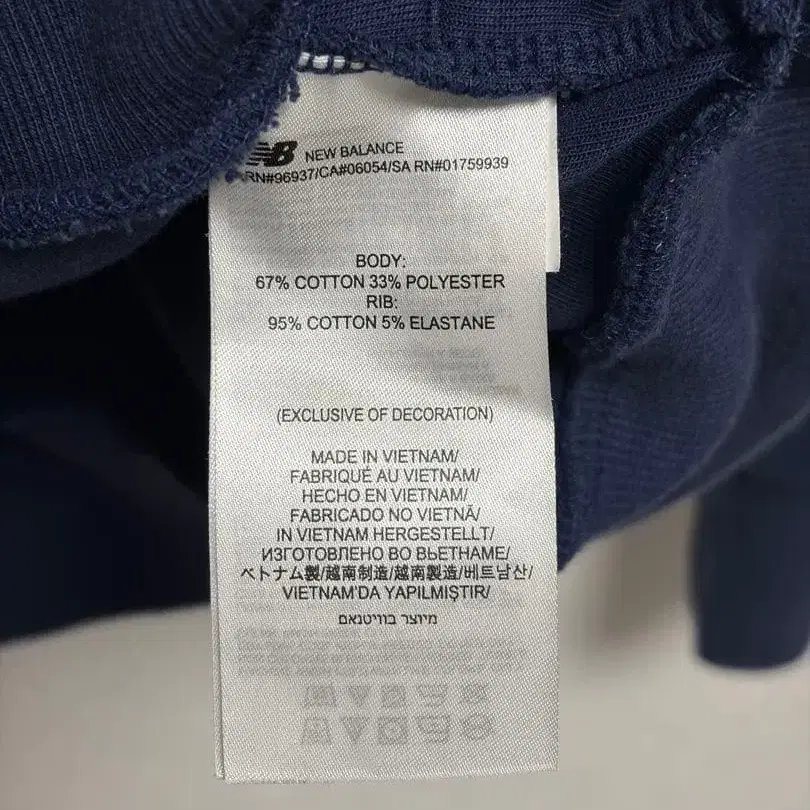 NB NEW BALANCE
RN#96937/CA#06054/SA RN#01759939
BODY:
67% COTTON 33% POLYESTER
RIB:
95% COTTON 5% ELASTANE
(EXCLUSIVE OF DECORATION)
MADE IN VIETNAM/
FABRIQUÉ AU VIETNAM/
HECHO EN VIETNAM/
FABRICADO NO VIETNÃ/
IN VIETNAM HERGESTELLT/
ИЗГОТОВЛЕНО ВО ВЬЕТНАМЕ/
ベトナム製/越南制造/越南製造/베트남산/
VIETNAM'DA YAPILMIŞTIR/
מיוצר בוויטנאם